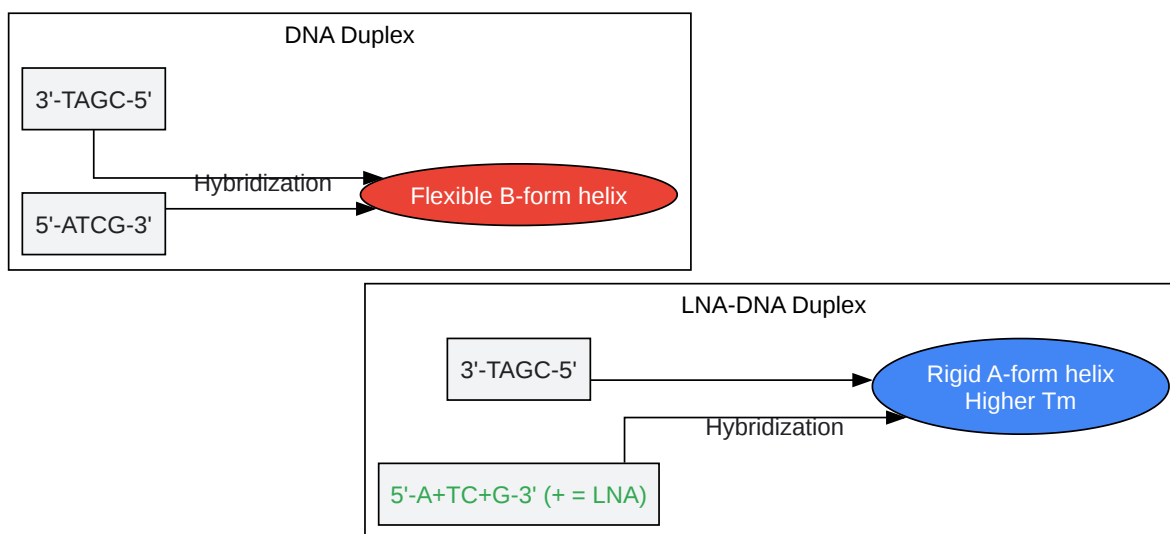 DNA Duplex
3'-TAGC-5'
Hybridization
5'-ATCG-3'
Flexible B-form helix
LNA-DNA Duplex
3'-TAGC-5'
Rigid A-form helix
Higher Tm
Hybridization
5'-A+TC+G-3' (+ = LNA)